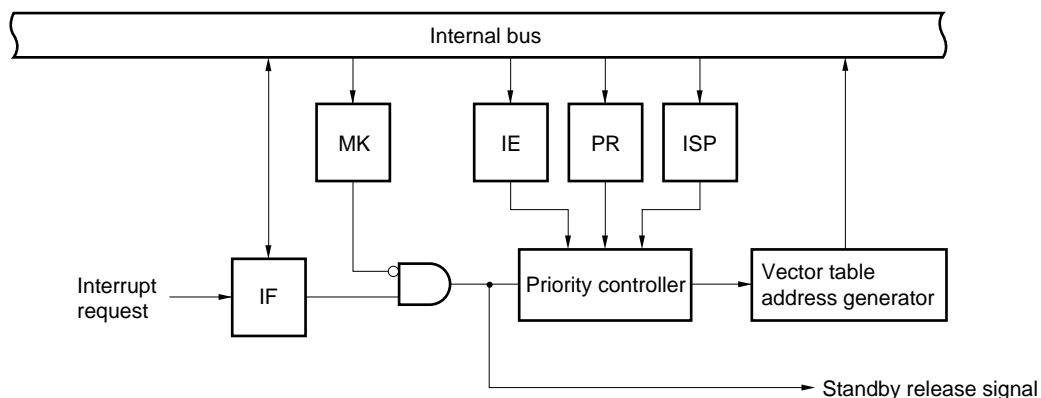 Internal bus
MK
IE
PR
ISP
Interrupt
request
IF
Priority controller
Vector table
address generator
Standby release signal